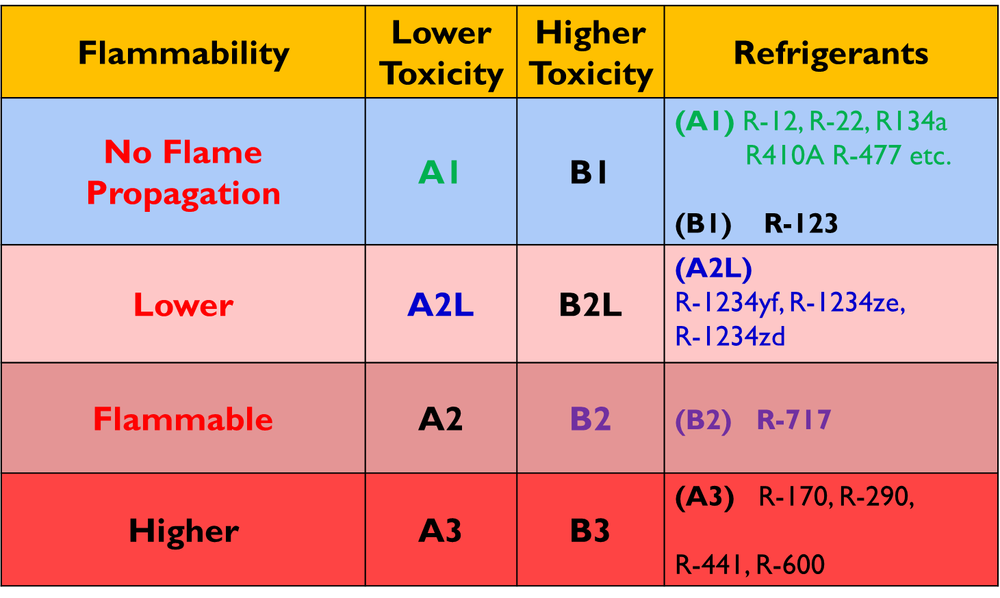 Flammability
Lower
Toxicity
Higher
Toxicity
Refrigerants
No Flame
Propagation
A1
B1
(A1) R-12, R-22, R134a
R410A R-477 etc.
(B1) R-123
Lower
A2L
B2L
(A2L)
R-1234yf, R-1234ze,
R-1234zd
Flammable
A2
B2
(B2) R-717
Higher
A3
B3
(A3) R-170, R-290,
R-441, R-600